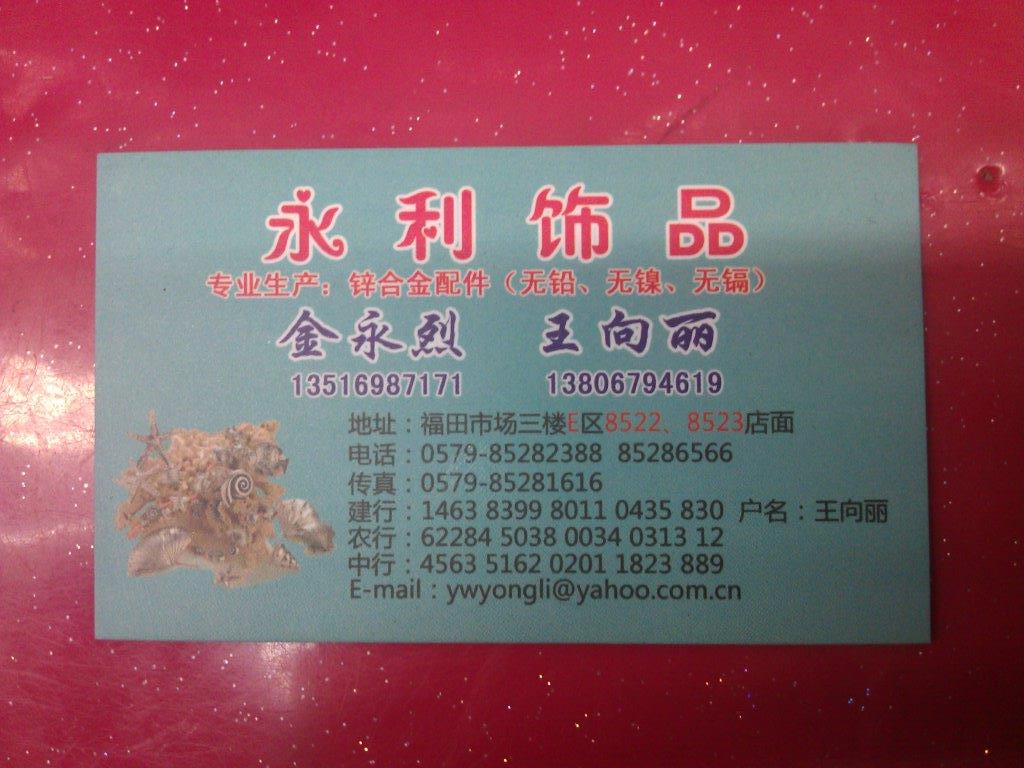 永利饰品
专业生产：锌合金配件（无铅、无镍、无镉）
金永烈 王向丽
13516987171 13806794619
地址：福田市场三楼E区8522、8523店面
电话：0579-85282388 85286566
传真：0579-85281616
建行：1463 8399 8011 0435 830 户名：王向丽
农行：62284 5038 0034 0313 12
中行：4563 5162 0201 1823 889
E-mail：ywyongli@yahoo.com.cn